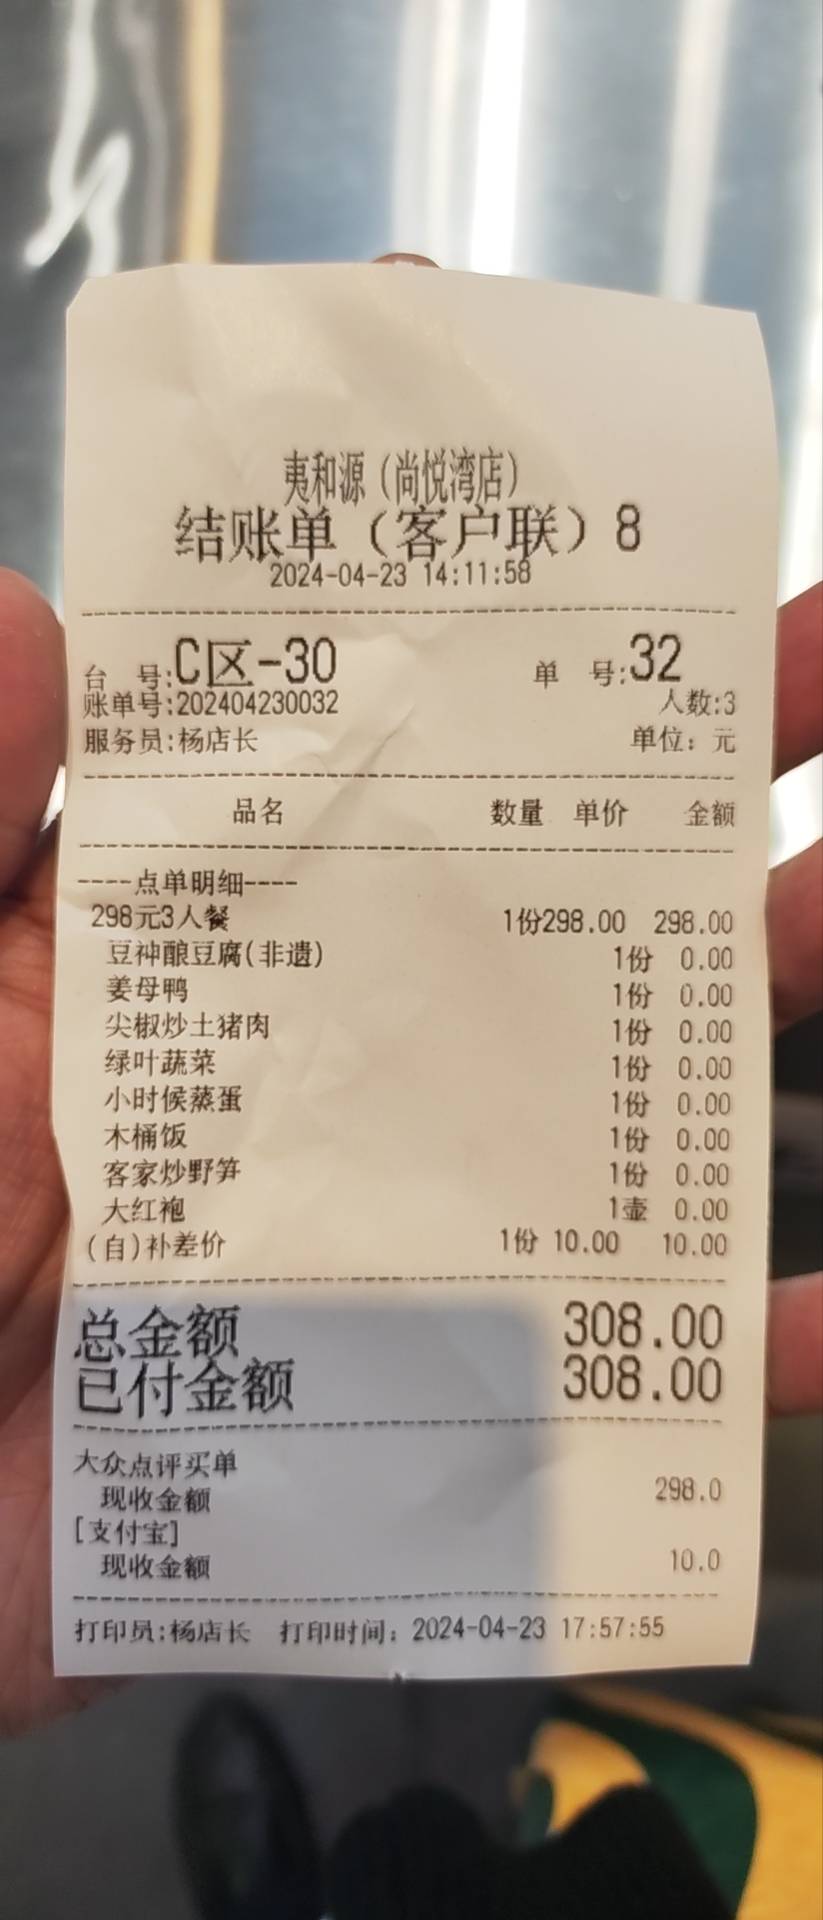 夷和源（尚悦湾店）
结账单（客户联）8
2024-04-23 14:11:58
台 号:C区-30 单 号:32
账单号:202404230032 人数:3
服务员:杨店长 单位：元
品名 数量 单价 金额
----点单明细----
298元3人餐 1份298.00 298.00
豆神酿豆腐(非遗) 1份 0.00
姜母鸭 1份 0.00
尖椒炒土猪肉 1份 0.00
绿叶蔬菜 1份 0.00
小时候蒸蛋 1份 0.00
木桶饭 1份 0.00
客家炒野笋 1份 0.00
大红袍 1壶 0.00
(自)补差价 1份 10.00 10.00
总金额 308.00
已付金额 308.00
大众点评买单
现收金额 298.0
[支付宝]
现收金额 10.0
打印员:杨店长 打印时间：2024-04-23 17:57:55